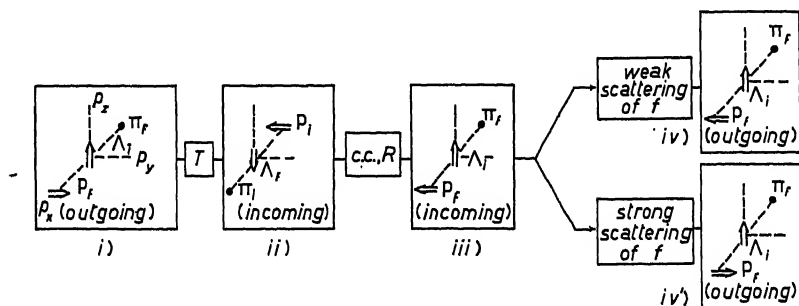 p_z
π_f
Λ_i
p_y
p_f
p_x (outgoing)
i)
T
p_i
Λ_f
π_i
(incoming)
ii)
c.c., R
π_f
Λ_i
p_f
(incoming)
iii)
weak
scattering
of f
iv)
π_f
Λ_i
p_f
(outgoing)
strong
scattering
of f
iv')
π_f
Λ_i
p_f
(outgoing)